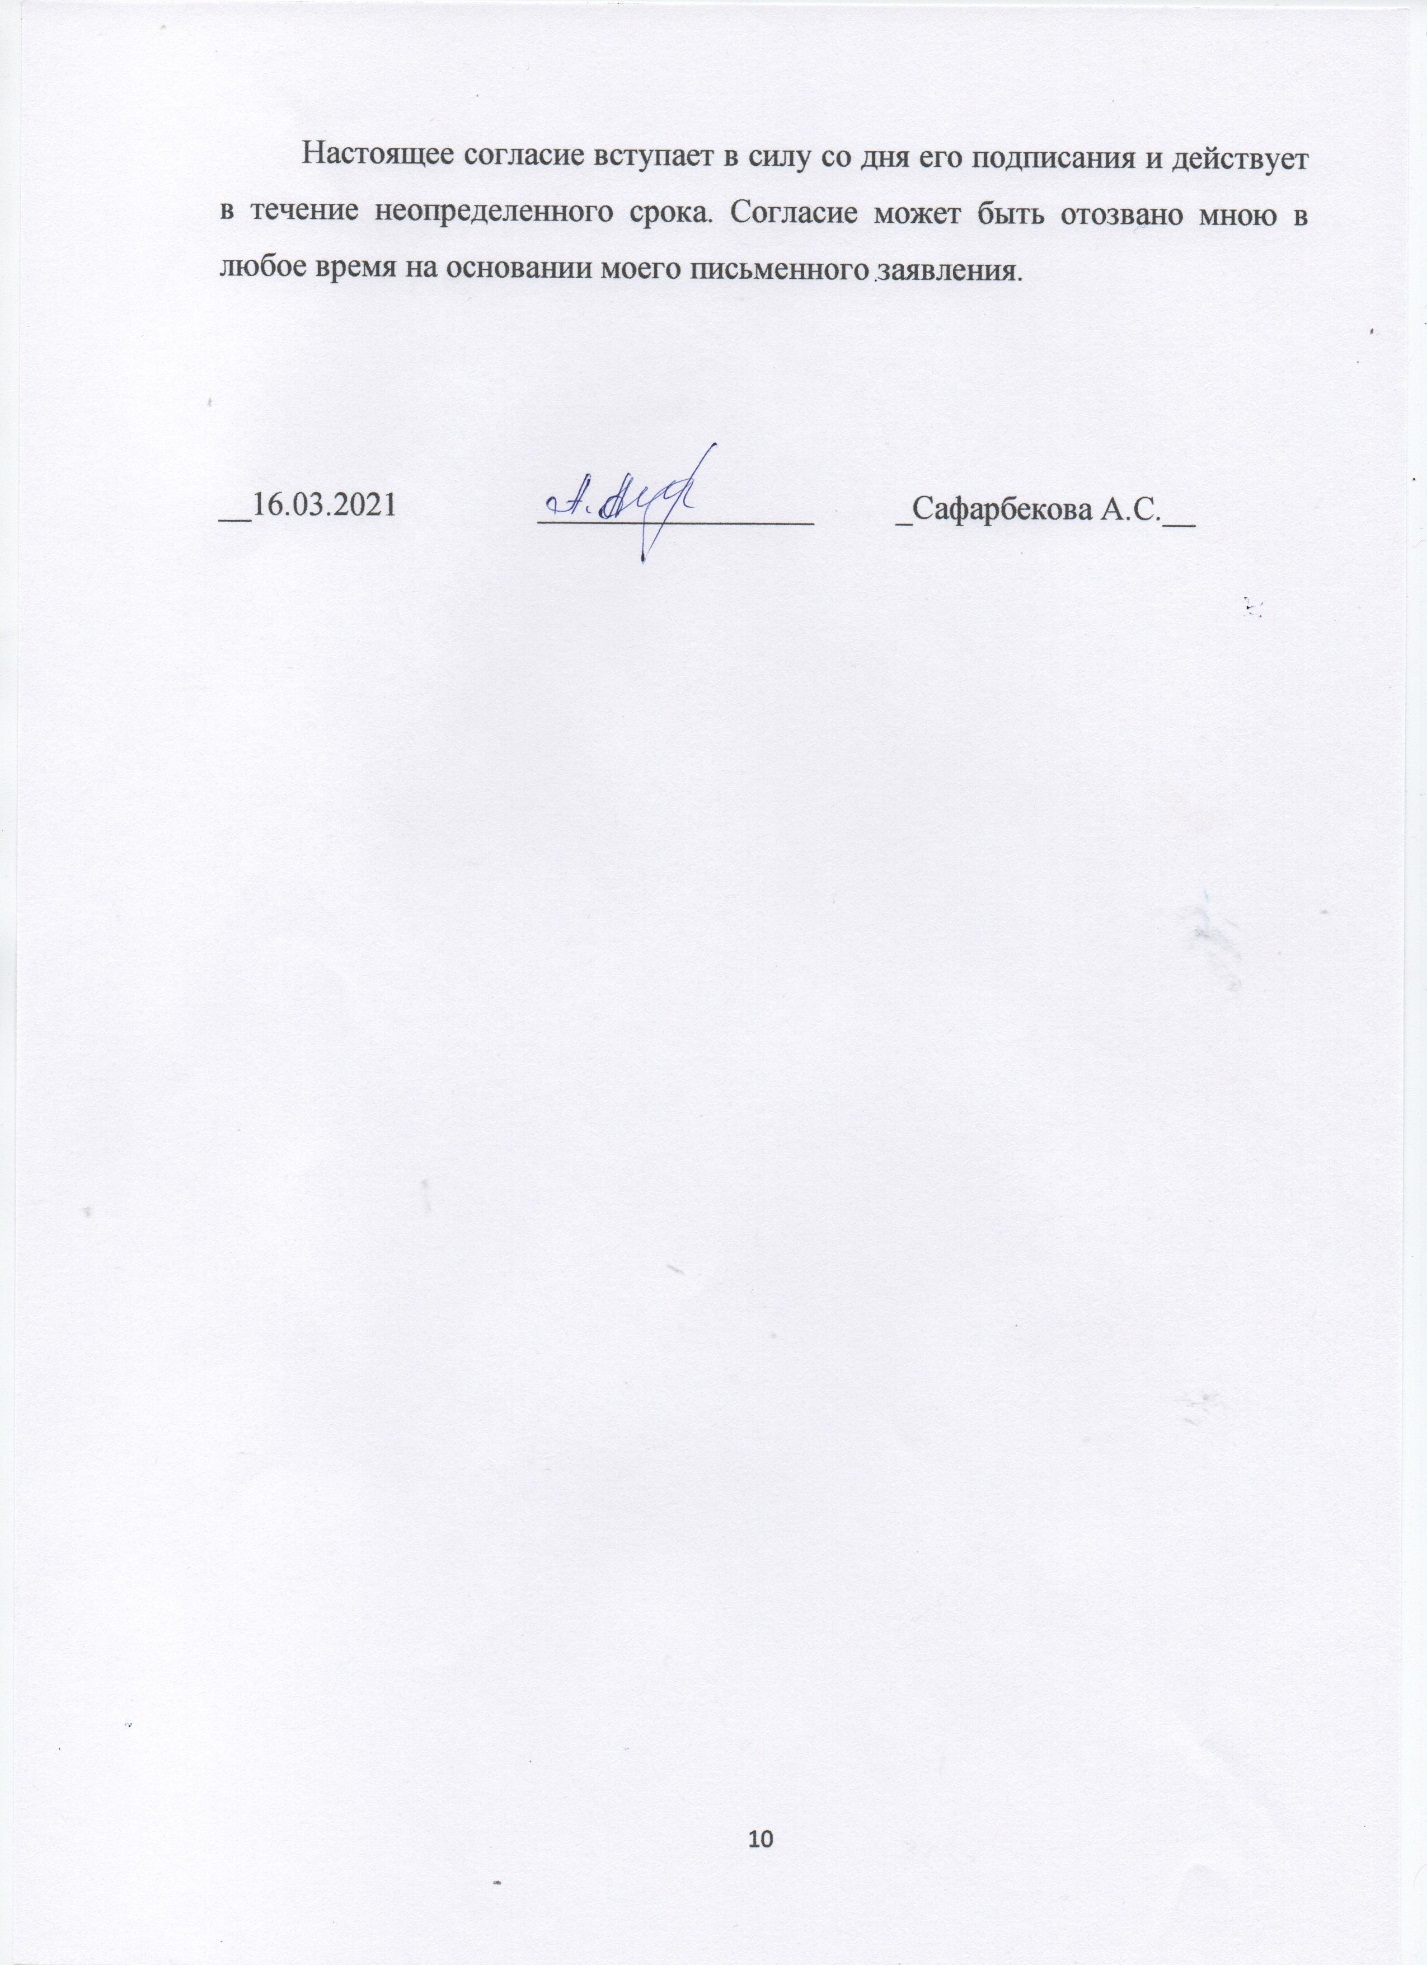 Настоящее согласие вступает в силу со дня его подписания и действует
в течение неопределенного срока. Согласие может быть отозвано мною в
любое время на основании моего письменного заявления.
__16.03.2021 _________________ _Сафарбекова А.С.__
10